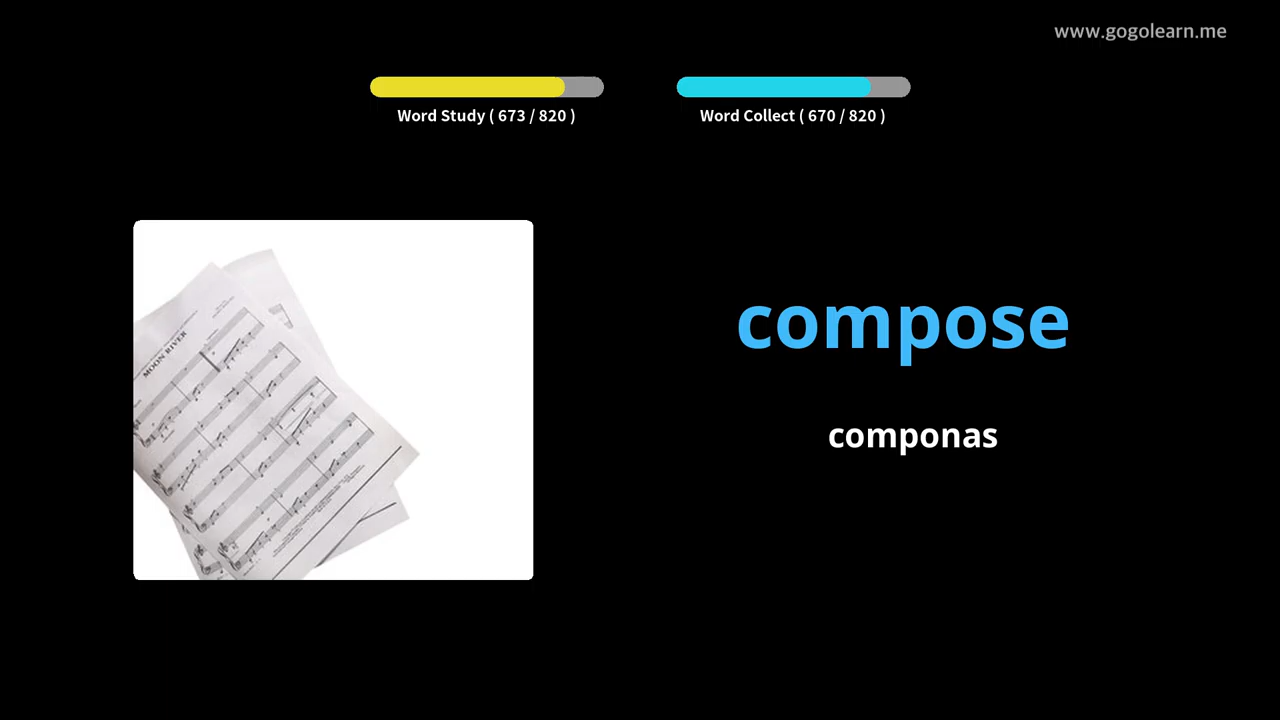 www.gogolearn.me
Word Study ( 673 / 820 )
Word Collect ( 670 / 820 )
MOON RIVER
compose
componas